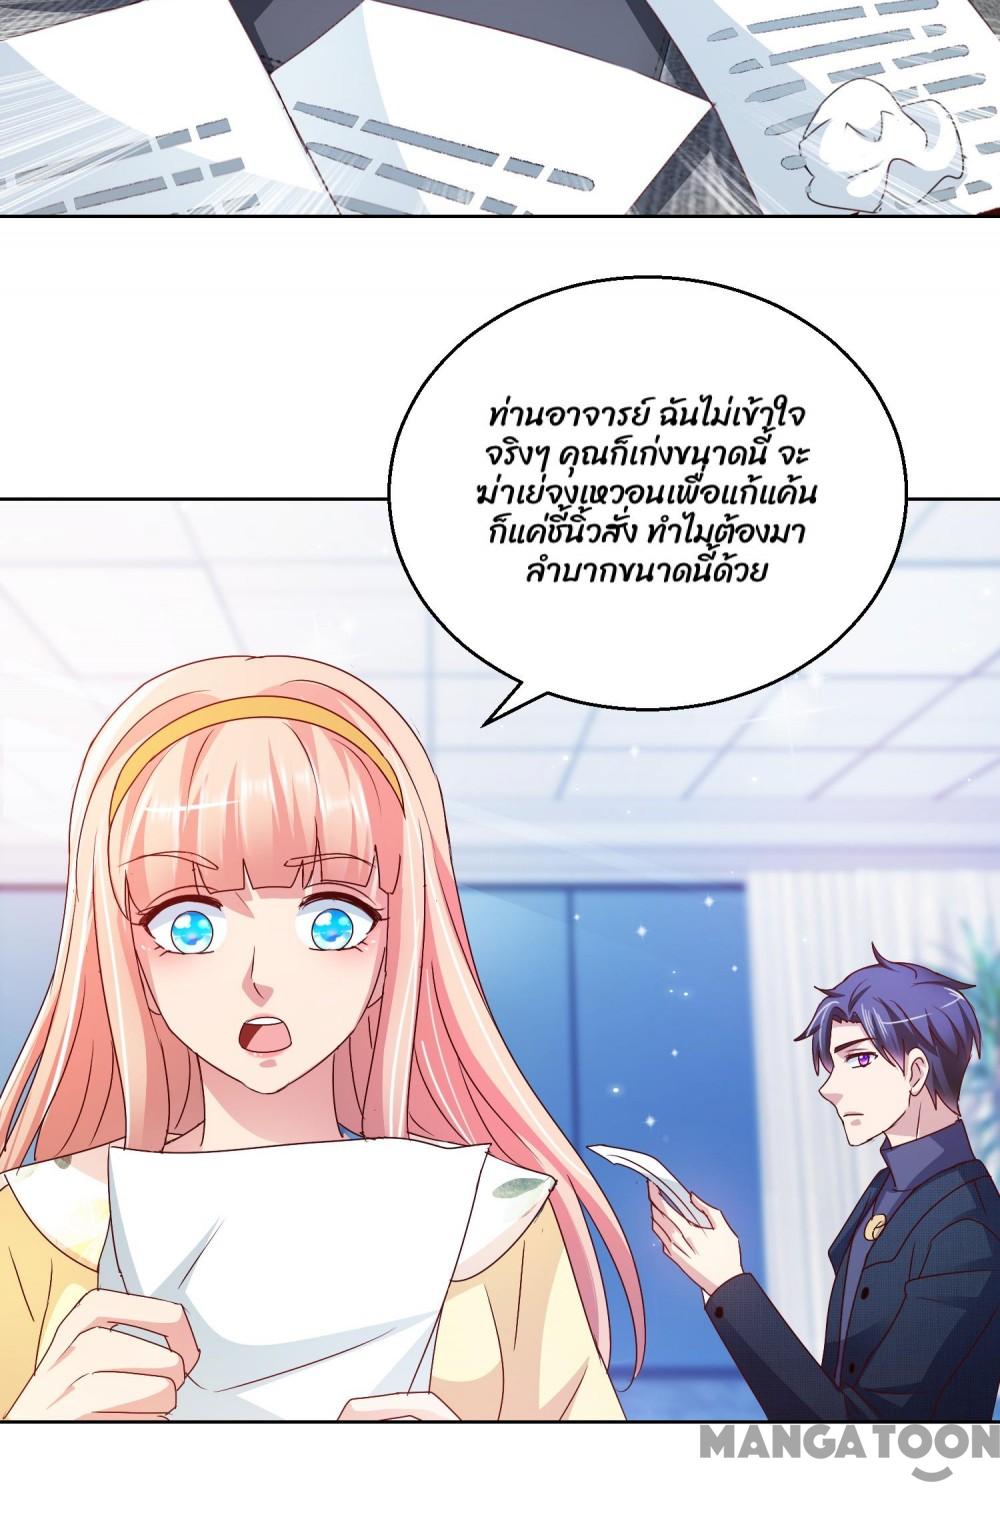 ท่านอาจารย์ ฉันไม่เข้าใจ
จริงๆ คุณก็เก่งขนาดนี้ จะ
ฆ่าเย่จงเหวอนเพื่อแก้แค้น
ก็แค่ชี้นิ้วสั่ง ทำไมต้องมา
ลำบากขนาดนี้ด้วย
MANGATOON